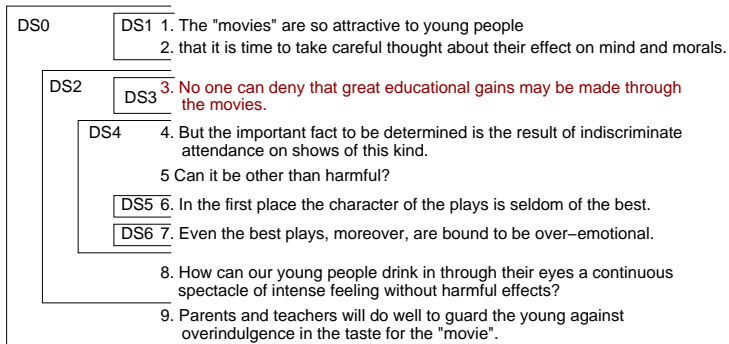 DS0 DS1 1. The "movies" are so attractive to young people
2. that it is time to take careful thought about their effect on mind and morals.
DS2 DS3 3. No one can deny that great educational gains may be made through
the movies.
DS4 4. But the important fact to be determined is the result of indiscriminate
attendance on shows of this kind.
5 Can it be other than harmful?
DS5 6. In the first place the character of the plays is seldom of the best.
DS6 7. Even the best plays, moreover, are bound to be over−emotional.
8. How can our young people drink in through their eyes a continuous
spectacle of intense feeling without harmful effects?
9. Parents and teachers will do well to guard the young against
overindulgence in the taste for the "movie".